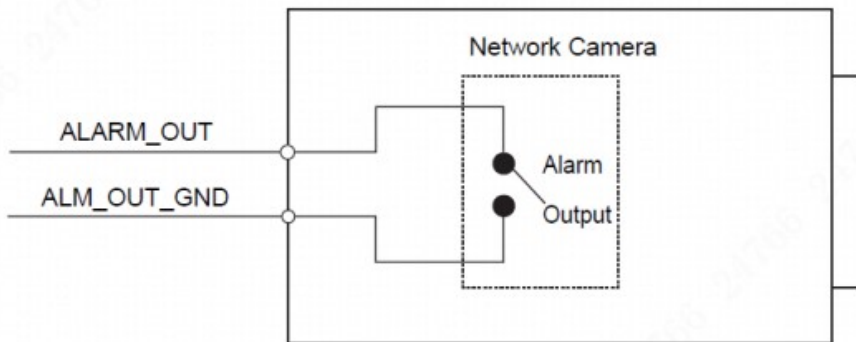 Network Camera
ALARM_OUT
Alarm
ALM_OUT_GND
Output